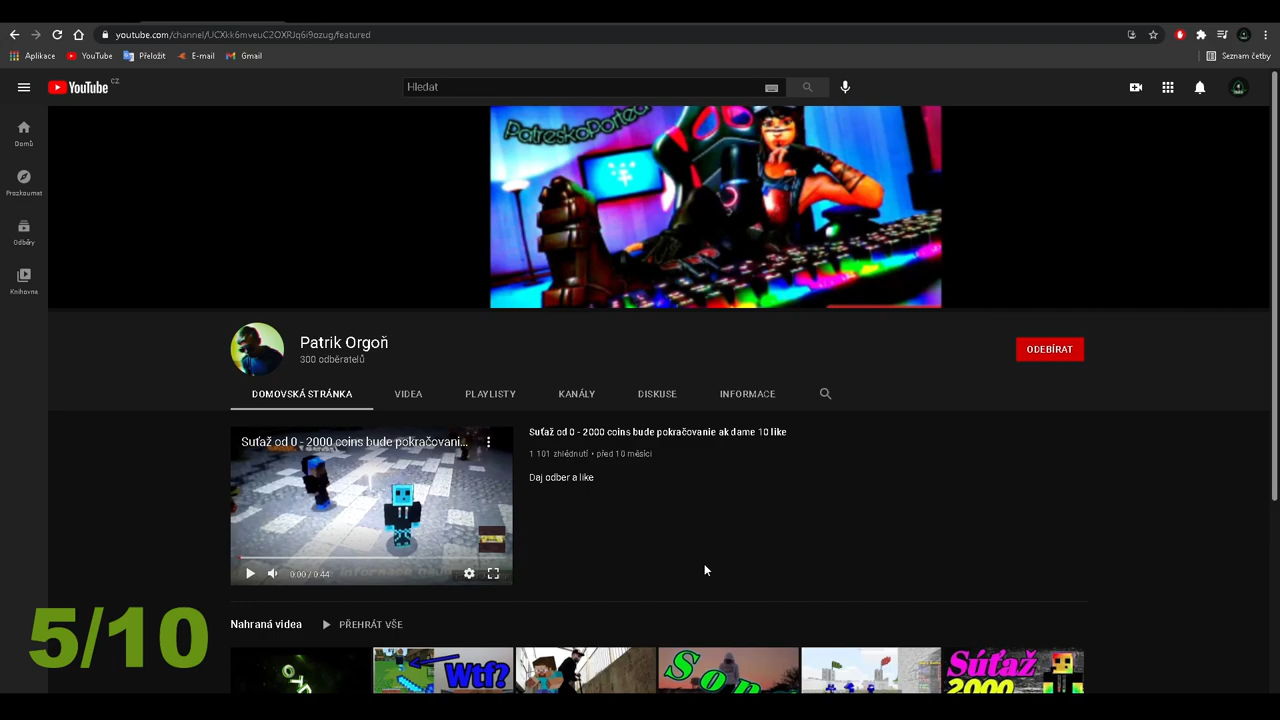 youtube.com/channel/UCXkk6mveuC2OXRJq6i9ozug/featured
Aplikace YouTube Přeložit E-mail Gmail Seznam četby
YouTube CZ
Hledat
Domů
Prozkoumat
Odběry
Knihovna
PatreskoPorted
Patrik Orgoň
300 odběratelů
ODEBÍRAT
DOMOVSKÁ STRÁNKA VIDEA PLAYLISTY KANÁLY DISKUSE INFORMACE
Suťaž od 0 - 2000 coins bude pokračovani...
Suťaž od 0 - 2000 coins bude pokračovanie ak dame 10 like
1 101 zhlédnutí • před 10 měsíci
Daj odber a like
0:00 / 0:44
Nahraná videa PŘEHRÁT VŠE
5/10
Wtf?
Súťaž
2000